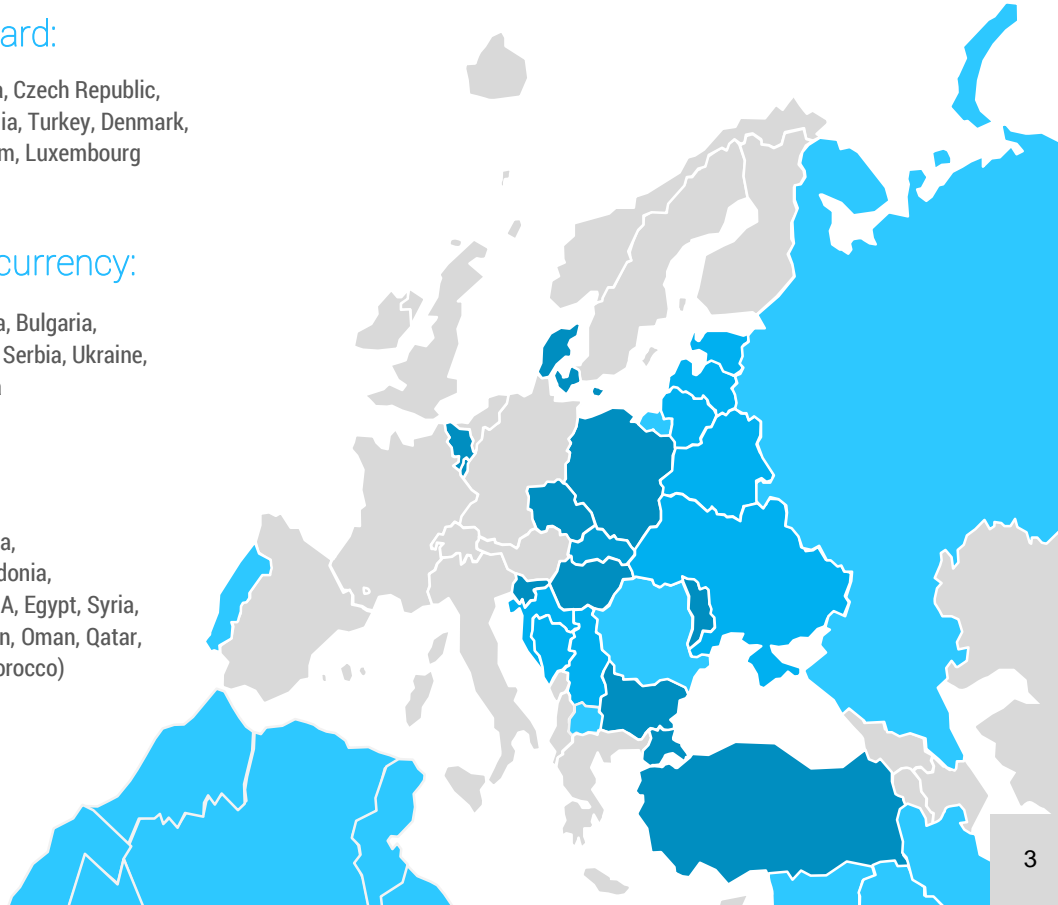 ard:
a, Czech Republic,
ia, Turkey, Denmark,
m, Luxembourg
currency:
a, Bulgaria,
Serbia, Ukraine,
a,
donia,
A, Egypt, Syria,
n, Oman, Qatar,
orocco)
3